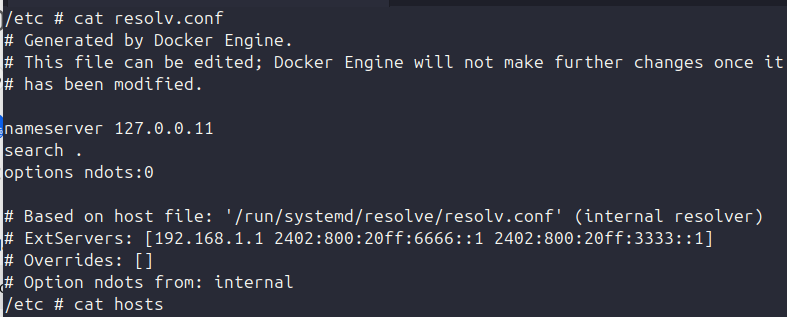 /etc # cat resolv.conf
# Generated by Docker Engine.
# This file can be edited; Docker Engine will not make further changes once it
# has been modified.
nameserver 127.0.0.11
search .
options ndots:0
# Based on host file: '/run/systemd/resolve/resolv.conf' (internal resolver)
# ExtServers: [192.168.1.1 2402:800:20ff:6666::1 2402:800:20ff:3333::1]
# Overrides: []
# Option ndots from: internal
/etc # cat hosts